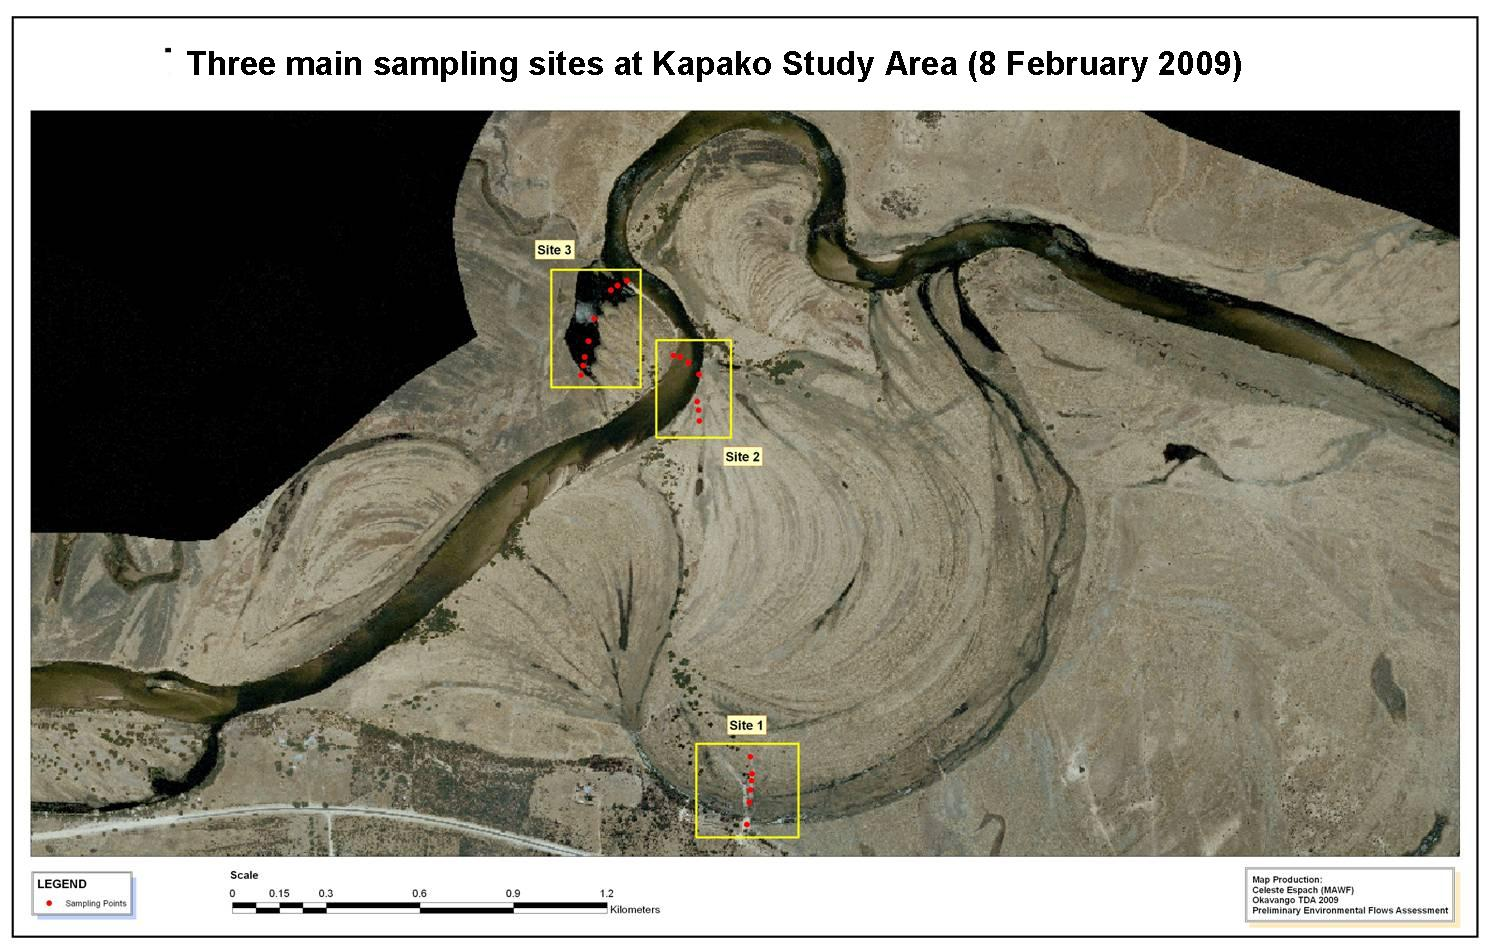 Three main sampling sites at Kapako Study Area (8 February 2009)
Site 3
Site 2
Site 1
LEGEND
Sampling Points
Scale
0 0.15 0.3 0.6 0.9 1.2
Kilometers
Map Production:
Celeste Espach (MAWF)
Okavango TDA 2009
Preliminary Environmental Flows Assessment